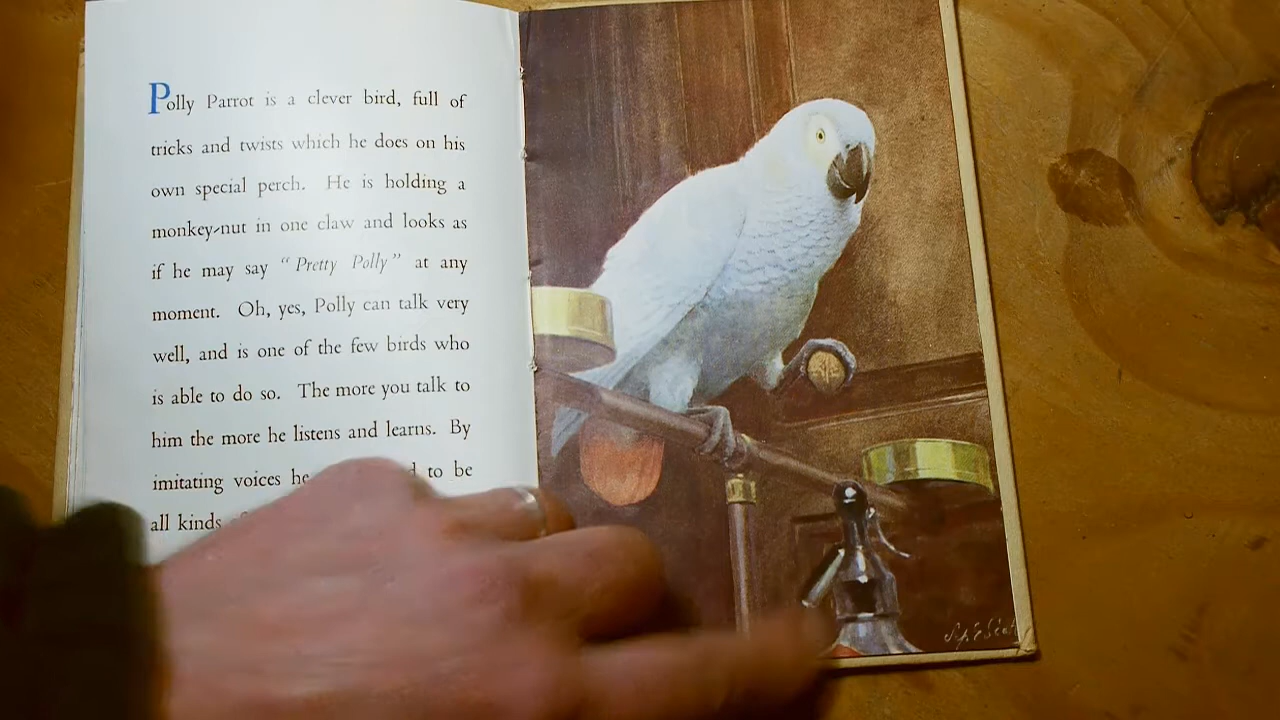 Polly Parrot is a clever bird, full of
tricks and twists which he does on his
own special perch. He is holding a
monkey-nut in one claw and looks as
if he may say "Pretty Polly" at any
moment. Oh, yes, Polly can talk very
well, and is one of the few birds who
is able to do so. The more you talk to
him the more he listens and learns. By
imitating voices he to be
all kinds